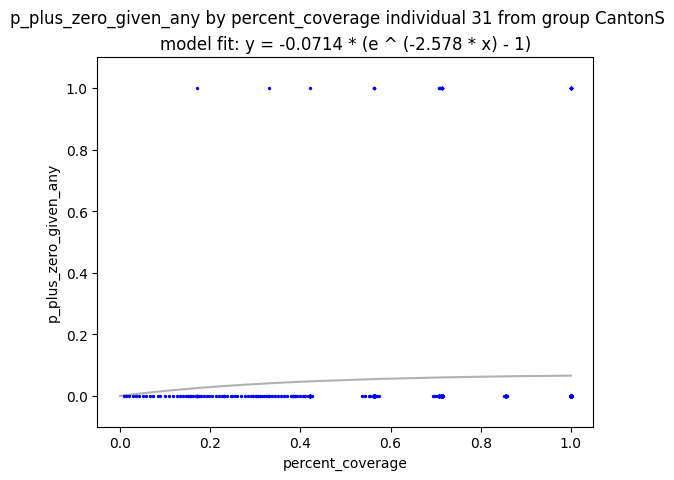 p_plus_zero_given_any by percent_coverage individual 31 from group CantonS
model fit: y = -0.0714 * (e ^ (-2.578 * x) - 1)
1.0
0.8
0.6
0.4
0.2
0.0
p_plus_zero_given_any
0.0 0.2 0.4 0.6 0.8 1.0
percent_coverage